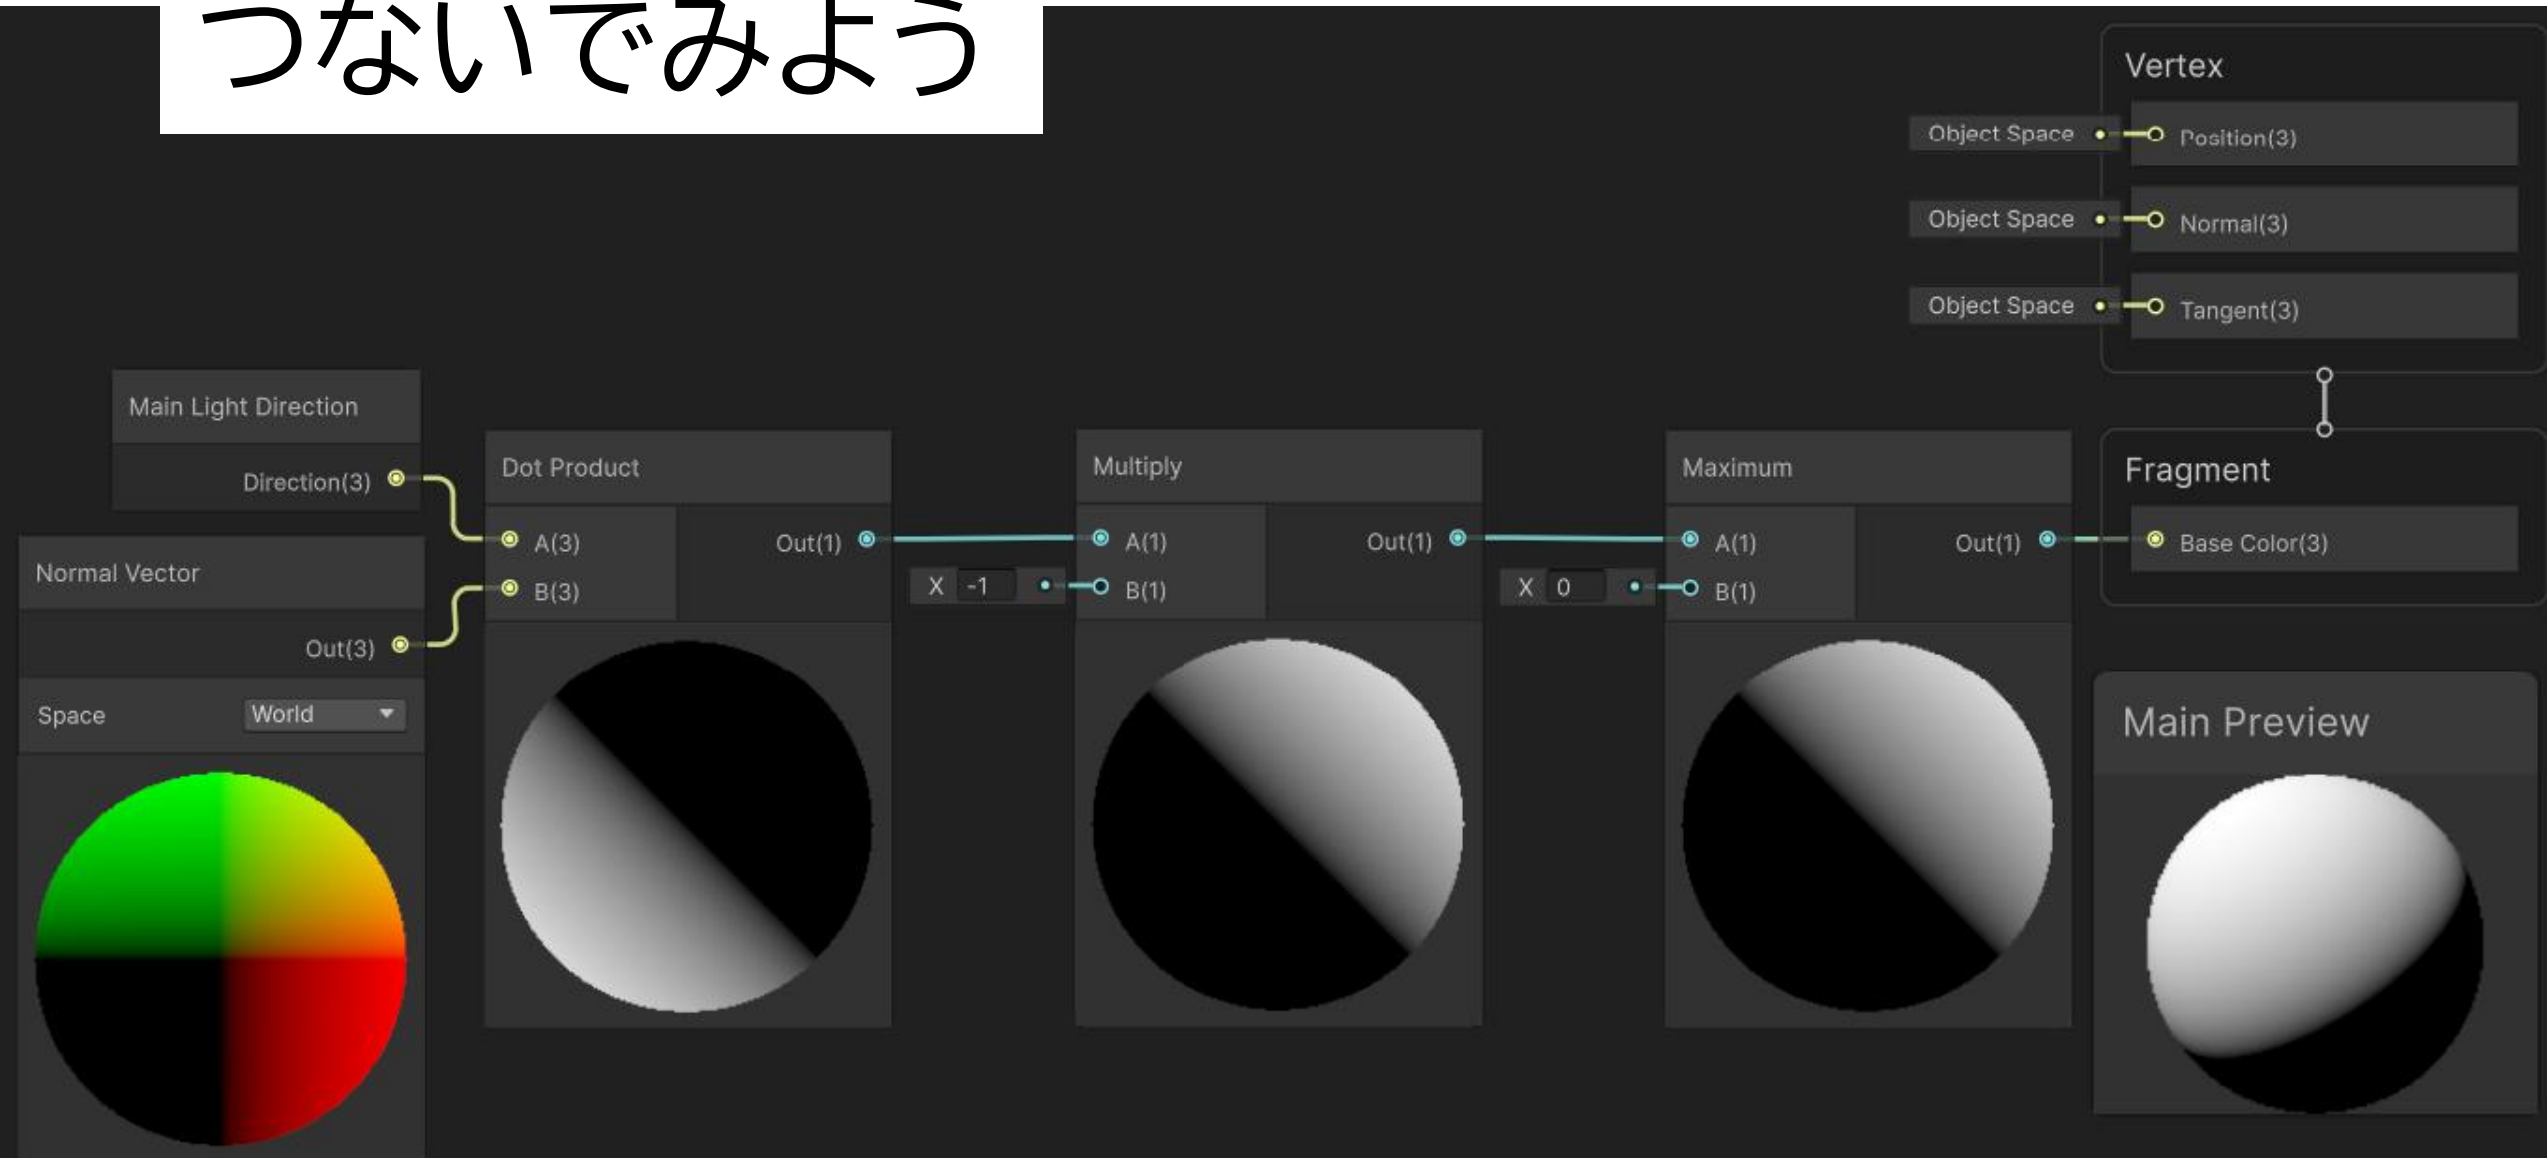 つないでみよう
Vertex
Object Space
Position(3)
Object Space
Normal(3)
Object Space
Tangent(3)
Main Light Direction
Direction(3)
Normal Vector
Out(3)
Space
World
Dot Product
A(3)
Out(1)
B(3)
X -1
Multiply
A(1)
Out(1)
B(1)
X 0
Maximum
A(1)
Out(1)
B(1)
Fragment
Base Color(3)
Main Preview